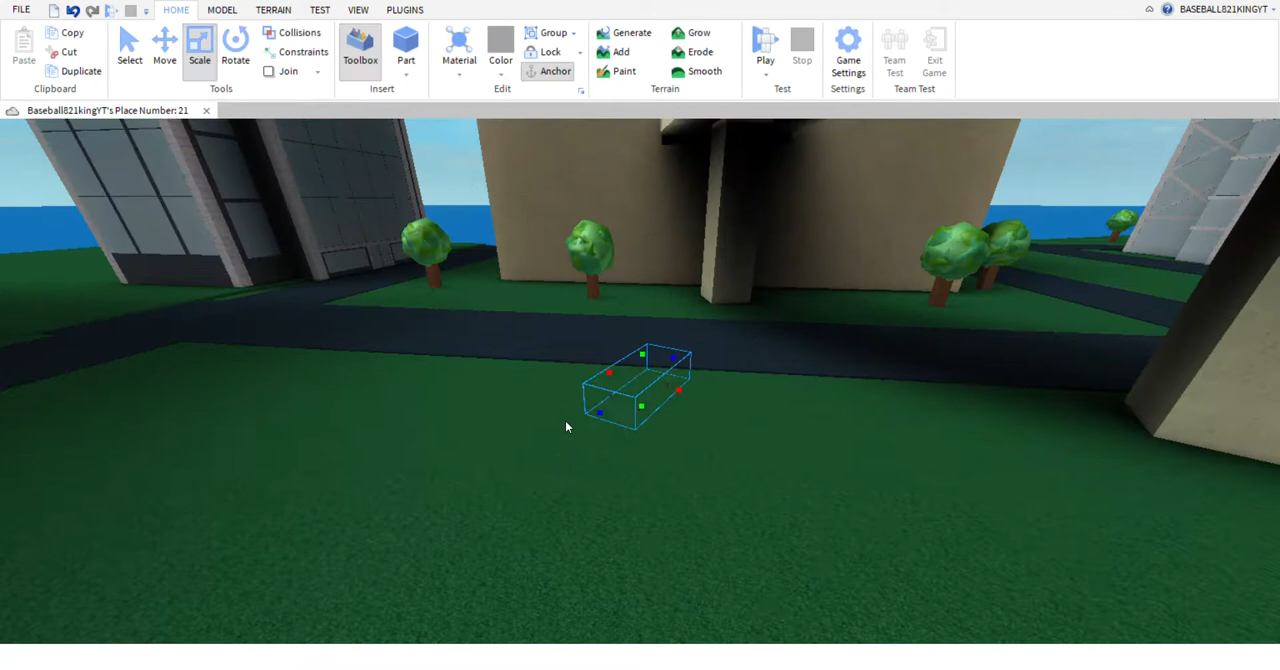 FILE HOME MODEL TERRAIN TEST VIEW PLUGINS BASEBALL821KINGYT
Paste Copy Cut Duplicate Clipboard
Select Move Scale Rotate Collisions Constraints Join Tools
Toolbox Part Insert
Material Color Group Lock Anchor Edit
Generate Add Paint Grow Erode Smooth Terrain
Play Stop Test
Game Settings Settings
Team Test Exit Game Team Test
Baseball821kingYT's Place Number: 21